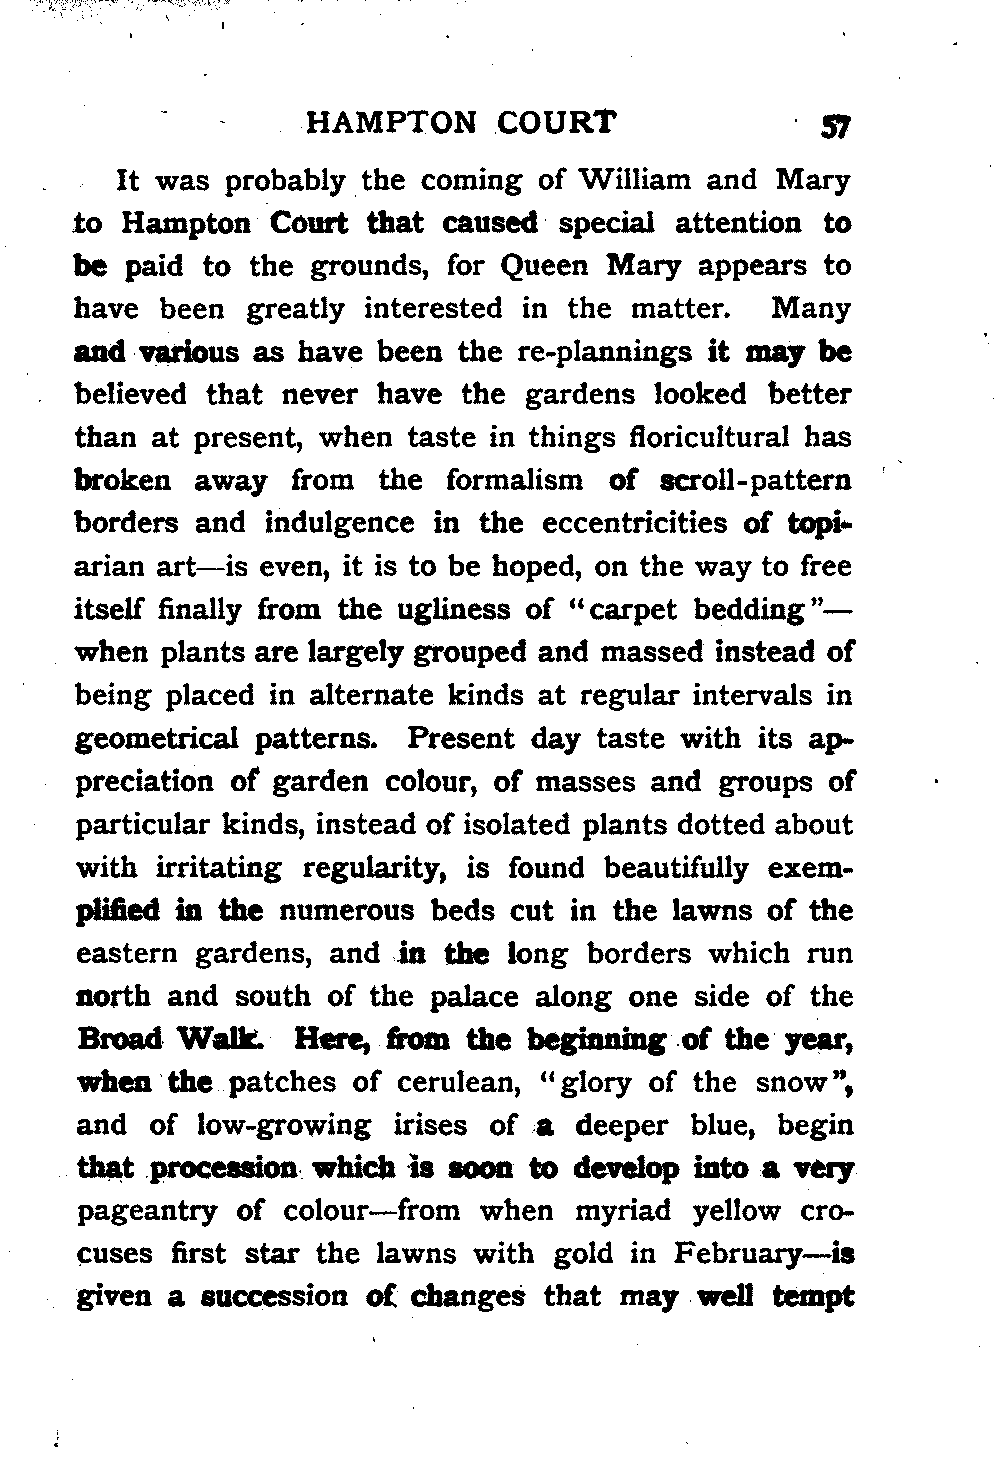 HAMPTON COURT 57
It was probably the coming of William and Mary
to Hampton Court that caused special attention to
be paid to the grounds, for Queen Mary appears to
have been greatly interested in the matter. Many
and various as have been the re-plannings it may be
believed that never have the gardens looked better
than at present, when taste in things floricultural has
broken away from the formalism of scroll-pattern
borders and indulgence in the eccentricities of topi-
arian art—is even, it is to be hoped, on the way to free
itself finally from the ugliness of "carpet bedding"—
when plants are largely grouped and massed instead of
being placed in alternate kinds at regular intervals in
geometrical patterns. Present day taste with its ap-
preciation of garden colour, of masses and groups of
particular kinds, instead of isolated plants dotted about
with irritating regularity, is found beautifully exem-
plified in the numerous beds cut in the lawns of the
eastern gardens, and in the long borders which run
north and south of the palace along one side of the
Broad Walk. Here, from the beginning of the year,
when the patches of cerulean, "glory of the snow",
and of low-growing irises of a deeper blue, begin
that procession which is soon to develop into a very
pageantry of colour—from when myriad yellow cro-
cuses first star the lawns with gold in February—is
given a succession of changes that may well tempt